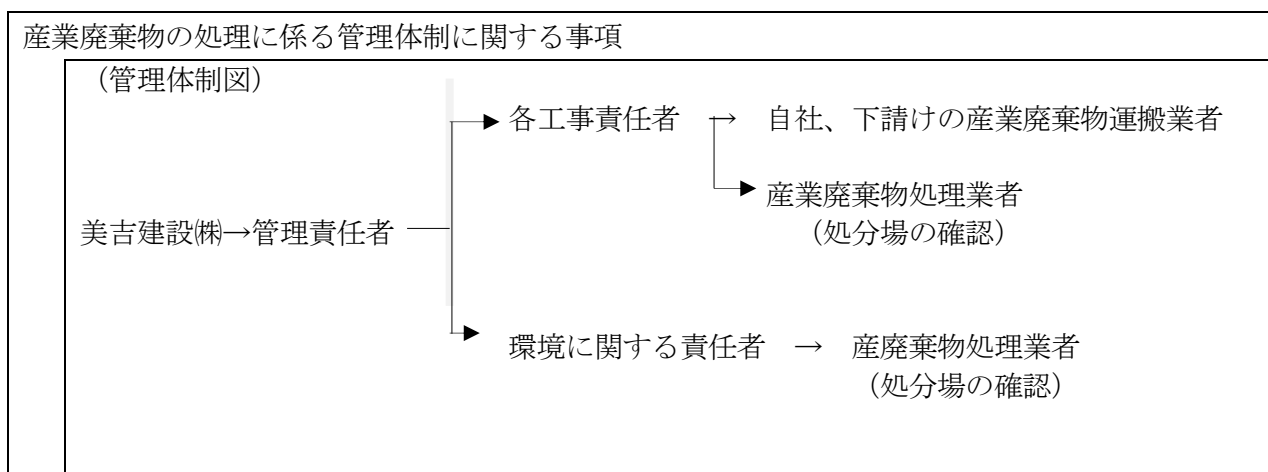 産業廃棄物の処理に係る管理体制に関する事項
（管理体制図）
各工事責任者 → 自社、下請けの産業廃棄物運搬業者
産業廃棄物処理業者
（処分場の確認）
美吉建設㈱→管理責任者
環境に関する責任者 → 産廃棄物処理業者
（処分場の確認）